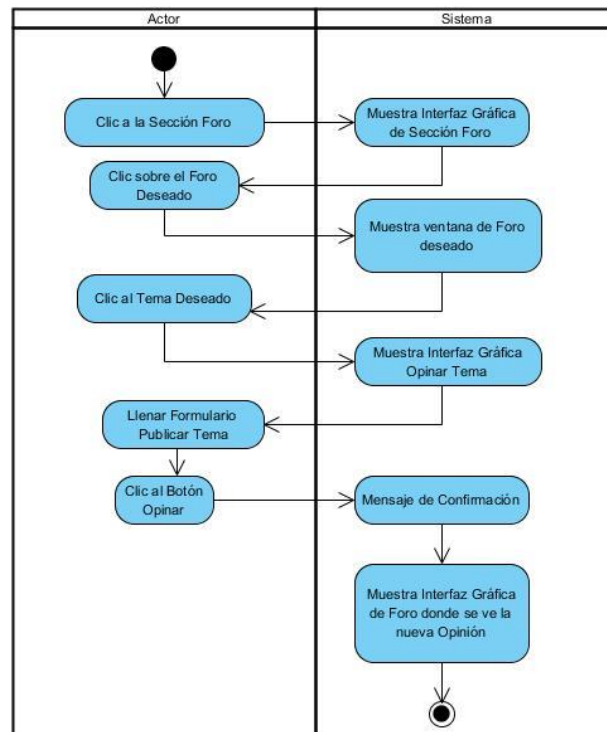 Actor
Sistema
Clic a la Sección Foro
Muestra Interfaz Gráfica
de Sección Foro
Clic sobre el Foro
Deseado
Muestra ventana de Foro
deseado
Clic al Tema Deseado
Muestra Interfaz Gráfica
Opinar Tema
Llenar Formulario
Publicar Tema
Clic al Botón
Opinar
Mensaje de Confirmación
Muestra Interfaz Gráfica
de Foro donde se ve la
nueva Opinión